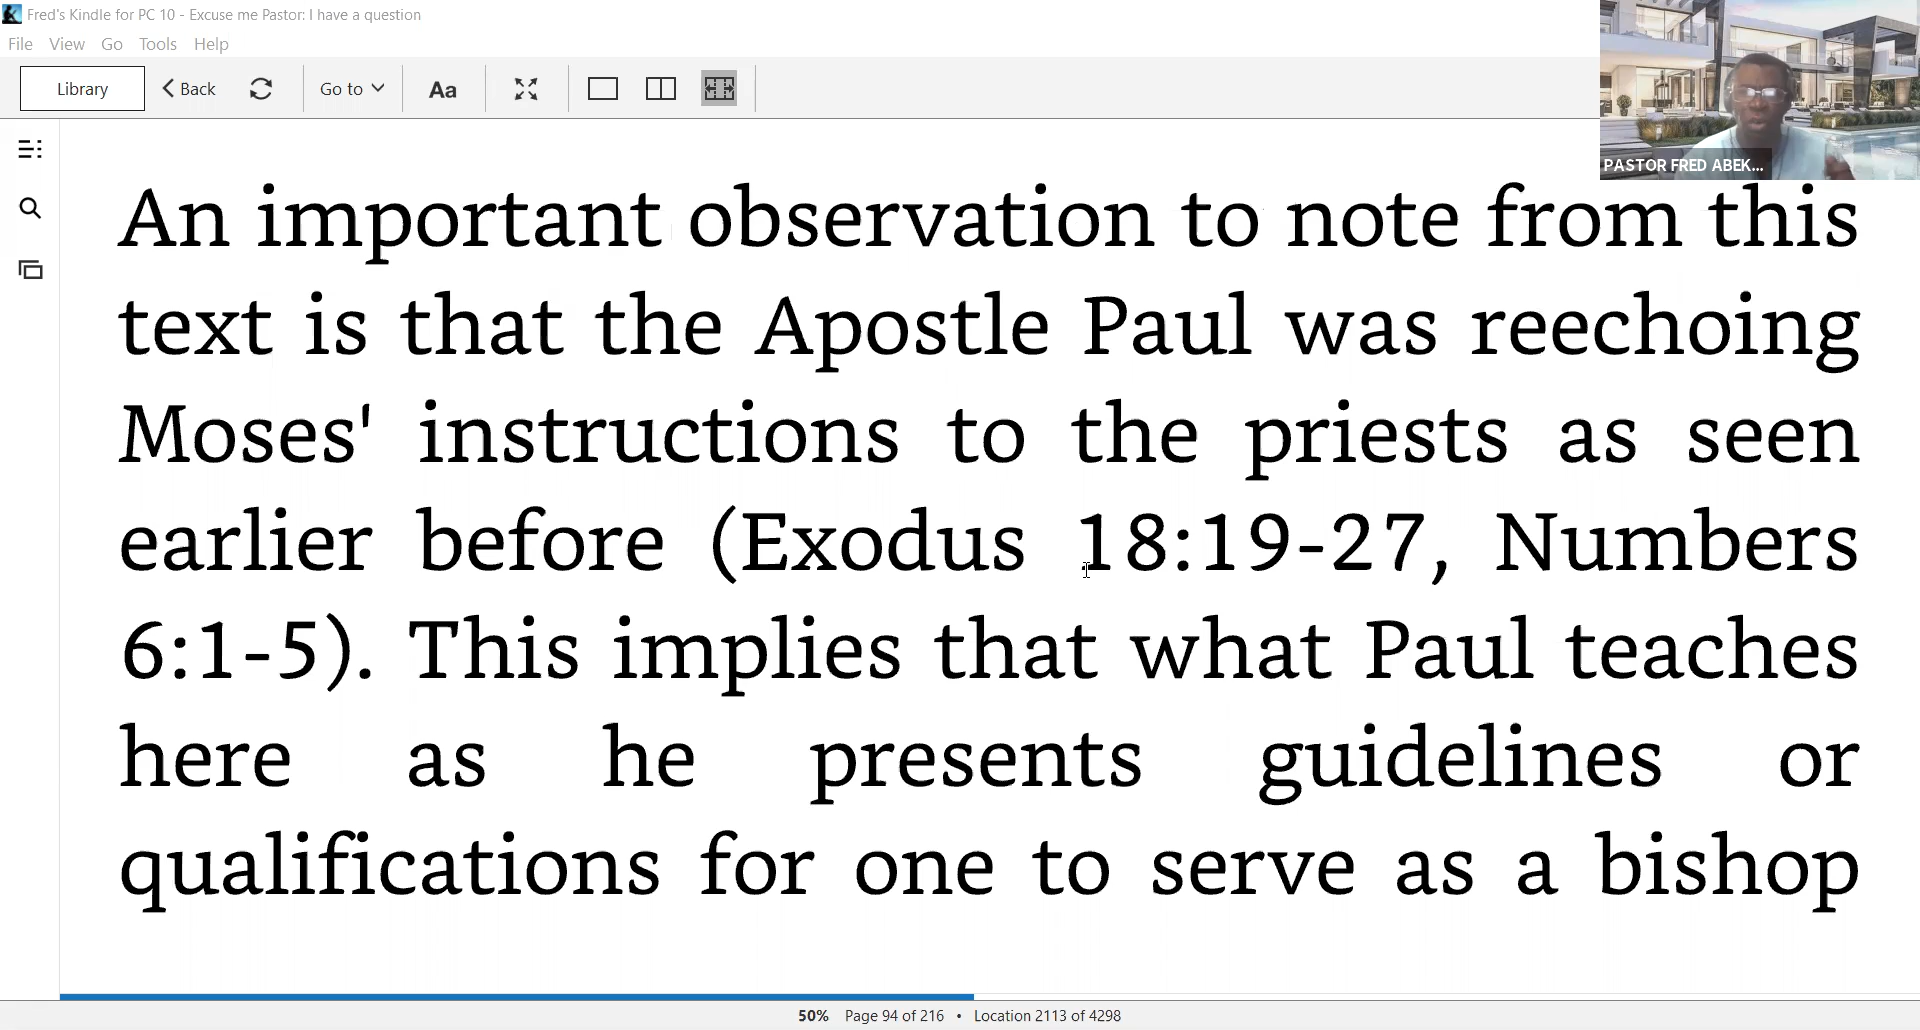 Fred's Kindle for PC 10 - Excuse me Pastor: I have a question
File View Go Tools Help
Library Back Go to Aa
PASTOR FRED ABEK...
An important observation to note from this
text is that the Apostle Paul was reechoing
Moses' instructions to the priests as seen
earlier before (Exodus 18:19-27, Numbers
6:1-5). This implies that what Paul teaches
here as he presents guidelines or
qualifications for one to serve as a bishop
50% Page 94 of 216 • Location 2113 of 4298